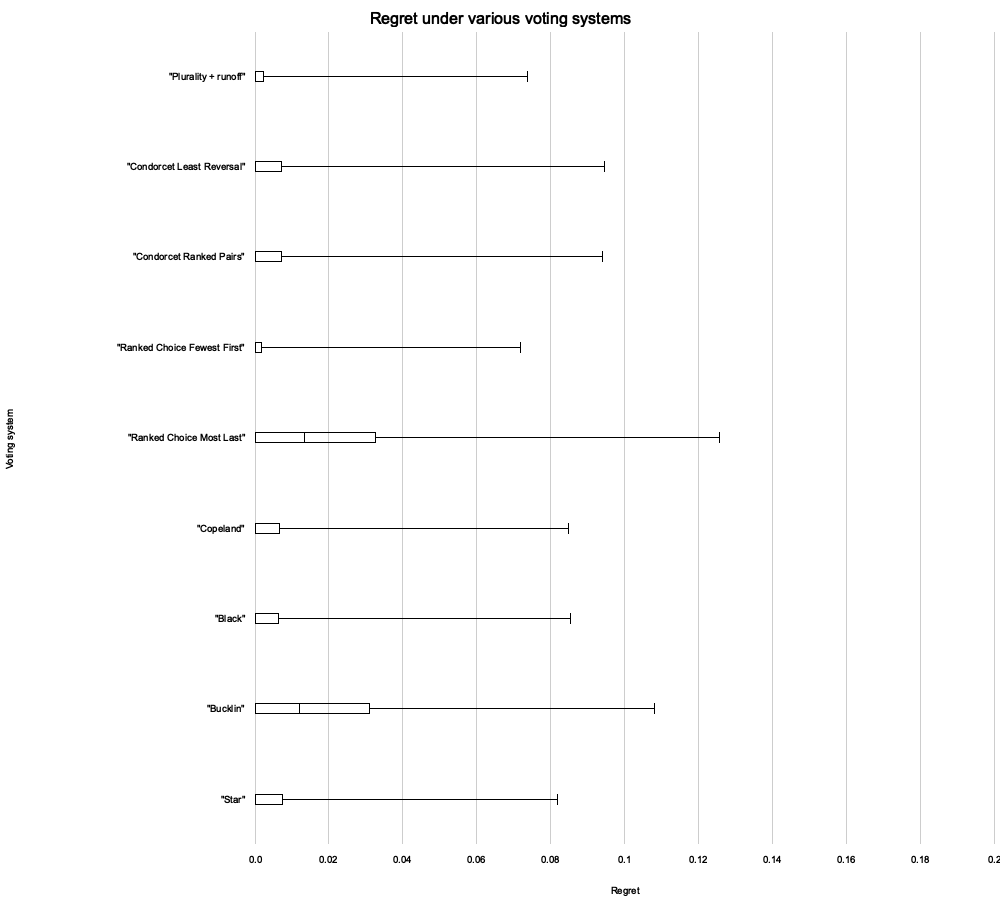 Regret under various voting systems
"Plurality + runoff"
"Condorcet Least Reversal"
"Condorcet Ranked Pairs"
"Ranked Choice Fewest First"
"Ranked Choice Most Last"
"Copeland"
"Black"
"Bucklin"
"Star"
Voting system
0.0 0.02 0.04 0.06 0.08 0.1 0.12 0.14 0.16 0.18 0.2
Regret